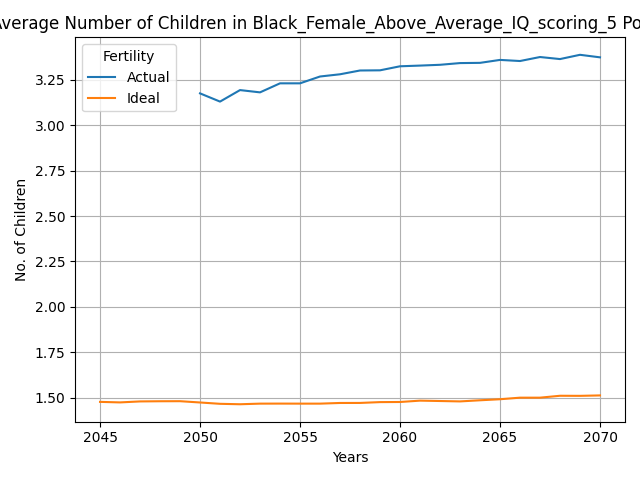 Average Number of Children in Black_Female_Above_Average_IQ_scoring_5 Po
Fertility
Actual
Ideal
3.25
3.00
2.75
2.50
2.25
2.00
1.75
1.50
No. of Children
2045 2050 2055 2060 2065 2070
Years